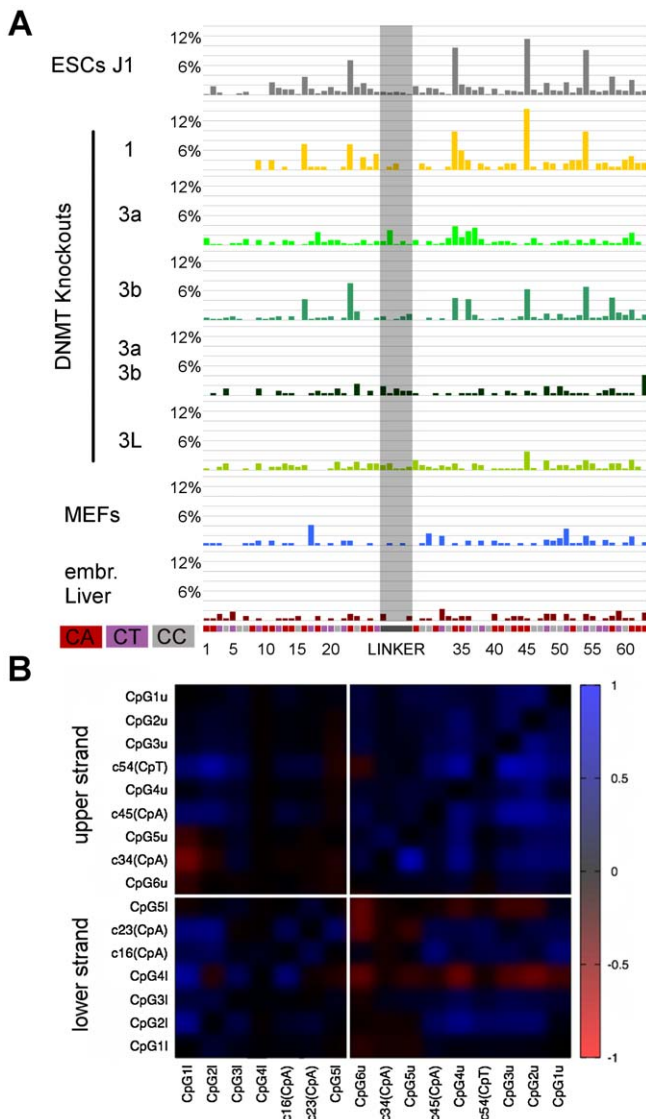 A
ESCs J1
12%
6%
DNMT Knockouts
1
12%
6%
3a
12%
6%
3b
12%
6%
3a
3b
12%
6%
3L
12%
6%
MEFs
12%
6%
embr.
Liver
12%
6%
CA CT CC
1 5 10 15 20 LINKER 35 40 45 50 55 60
B
upper strand
CpG1u
CpG2u
CpG3u
c54(CpT)
CpG4u
c45(CpA)
CpG5u
c34(CpA)
CpG6u
lower strand
CpG5l
c23(CpA)
c16(CpA)
CpG4l
CpG3l
CpG2l
CpG1l
CpG1l CpG2l CpG3l CpG4l c16(CpA) c23(CpA) CpG5l CpG6u c34(CpA) CpG5u c45(CpA) CpG4u c54(CpT) CpG3u CpG2u CpG1u
1
0.5
0
-0.5
-1